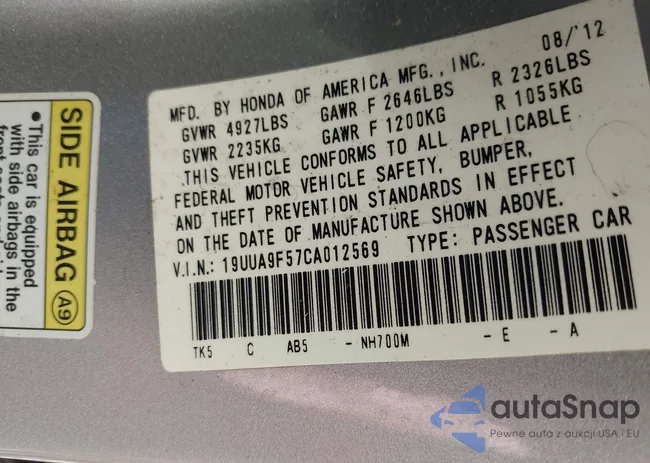 SIDE AIRBAG A9
•This car is equipped
with side airbags in the
MFD. BY HONDA OF AMERICA MFG., INC. 08/'12
GVWR 4927LBS GAWR F 2646LBS R 2326LBS
GVWR 2235KG GAWR F 1200KG R 1055KG
THIS VEHICLE CONFORMS TO ALL APPLICABLE
FEDERAL MOTOR VEHICLE SAFETY, BUMPER,
AND THEFT PREVENTION STANDARDS IN EFFECT
ON THE DATE OF MANUFACTURE SHOWN ABOVE.
V.I.N.: 19UUA9F57CA012569 TYPE: PASSENGER CAR
TK5 C AB5 - NH700M - E - A
autaSnap
Pewne auta z aukcji USA i EU